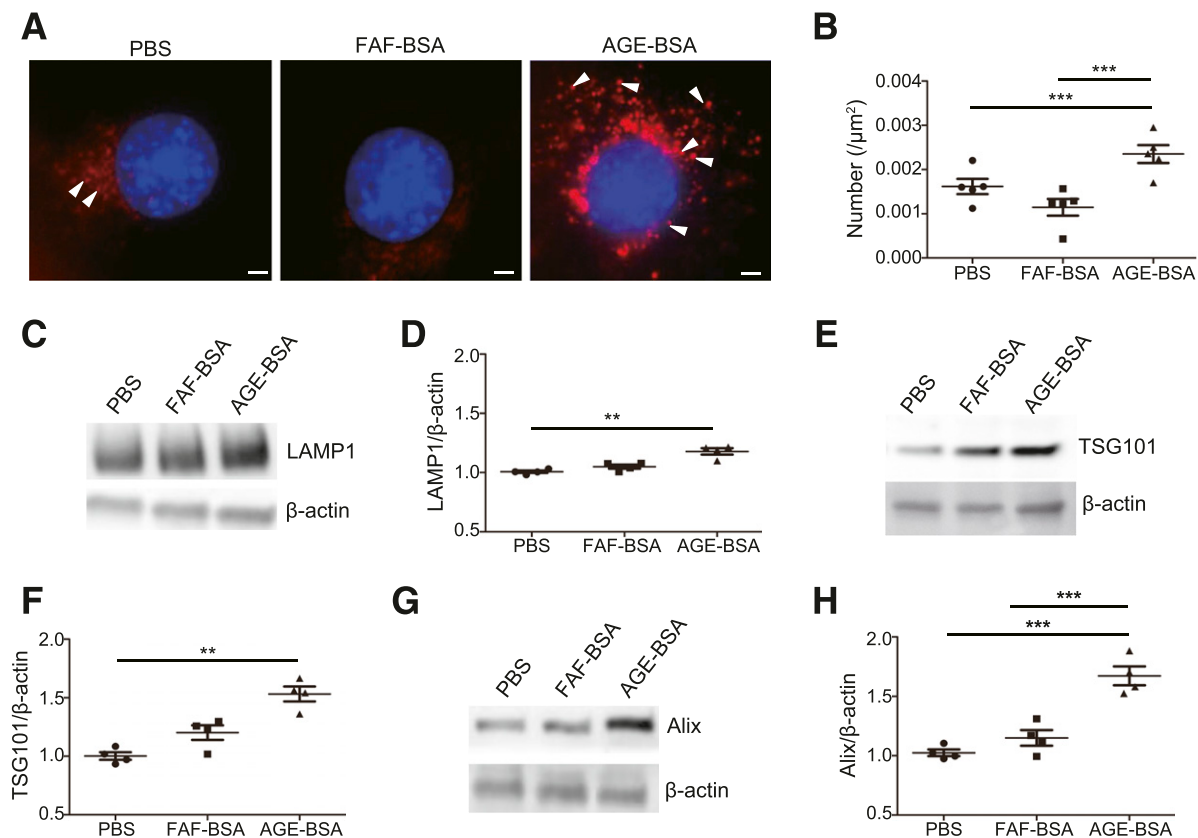 A
PBS
FAF-BSA
AGE-BSA
B
***
***
0.004
0.003
0.002
0.001
0.000
Number (/μm²)
PBS
FAF-BSA
AGE-BSA
C
PBS
FAF-BSA
AGE-BSA
LAMP1
β-actin
D
2.0
1.5
1.0
0.5
LAMP1/β-actin
**
PBS
FAF-BSA
AGE-BSA
E
PBS
FAF-BSA
AGE-BSA
TSG101
β-actin
F
2.0
1.5
1.0
0.5
TSG101/β-actin
**
PBS
FAF-BSA
AGE-BSA
G
PBS
FAF-BSA
AGE-BSA
Alix
β-actin
H
***
***
2.0
1.5
1.0
0.5
Alix/β-actin
PBS
FAF-BSA
AGE-BSA